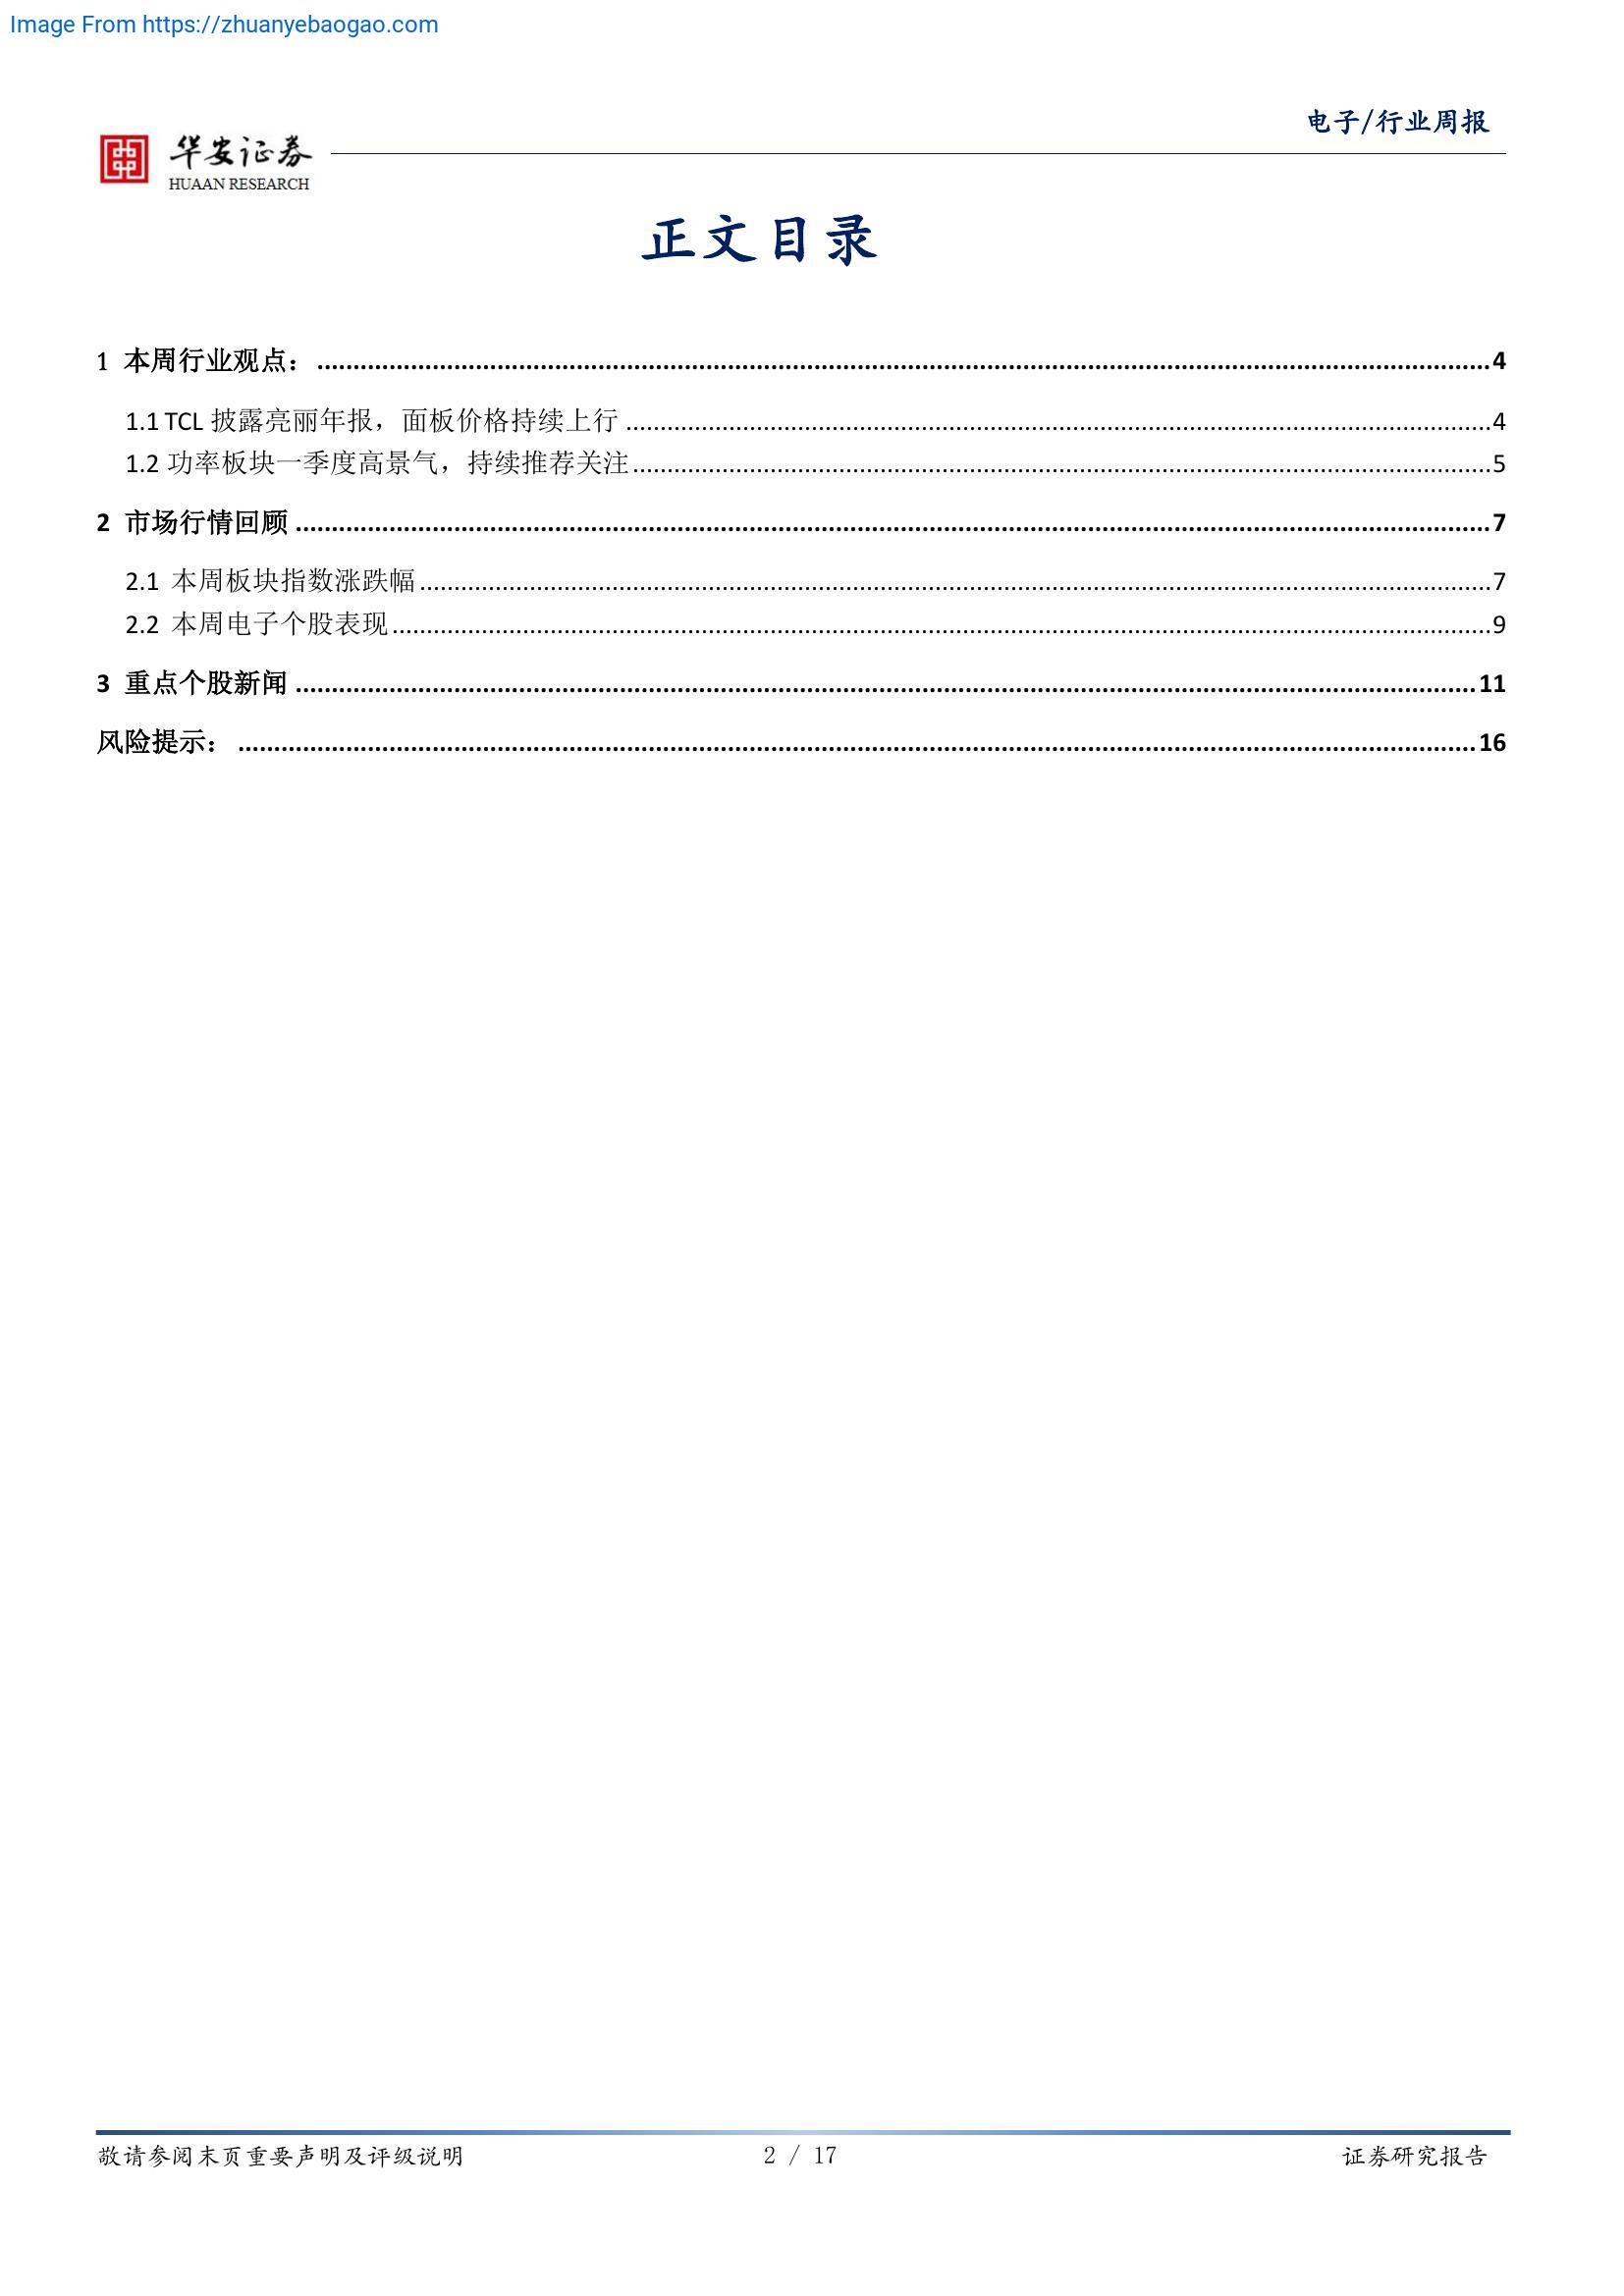 Image From https://zhuanyebaogao.com
电子/行业周报
华安证券
HUAAN RESEARCH
正文目录
1 本周行业观点：........................................4
1.1 TCL 披露亮丽年报，面板价格持续上行........................................4
1.2 功率板块一季度高景气，持续推荐关注........................................5
2 市场行情回顾........................................7
2.1 本周板块指数涨跌幅........................................7
2.2 本周电子个股表现........................................9
3 重点个股新闻........................................11
风险提示：........................................16
敬请参阅末页重要声明及评级说明 2 / 17 证券研究报告